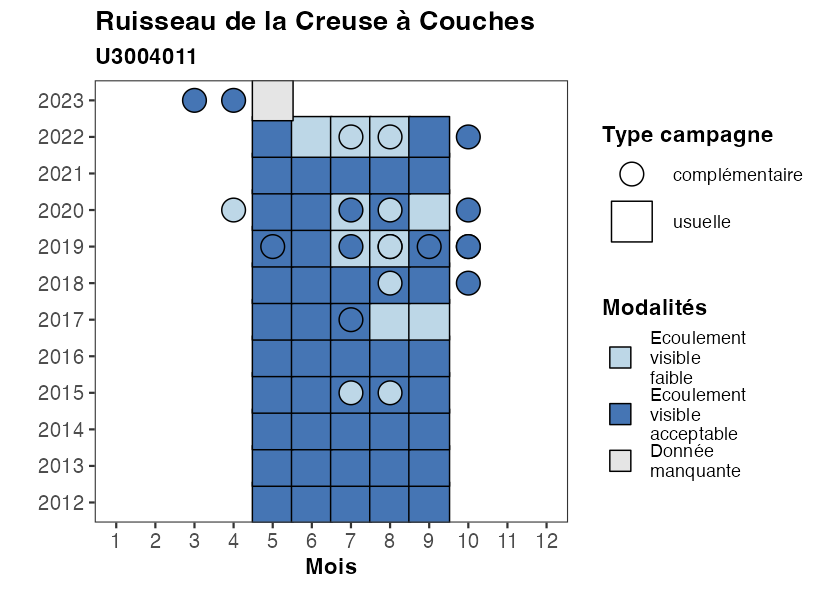 Ruisseau de la Creuse à Couches
U3004011
2023
2022
2021
2020
2019
2018
2017
2016
2015
2014
2013
2012
1 2 3 4 5 6 7 8 9 10 11 12
Mois
Type campagne
complémentaire
usuelle
Modalités
Ecoulement
visible
faible
Ecoulement
visible
acceptable
Donnée
manquante